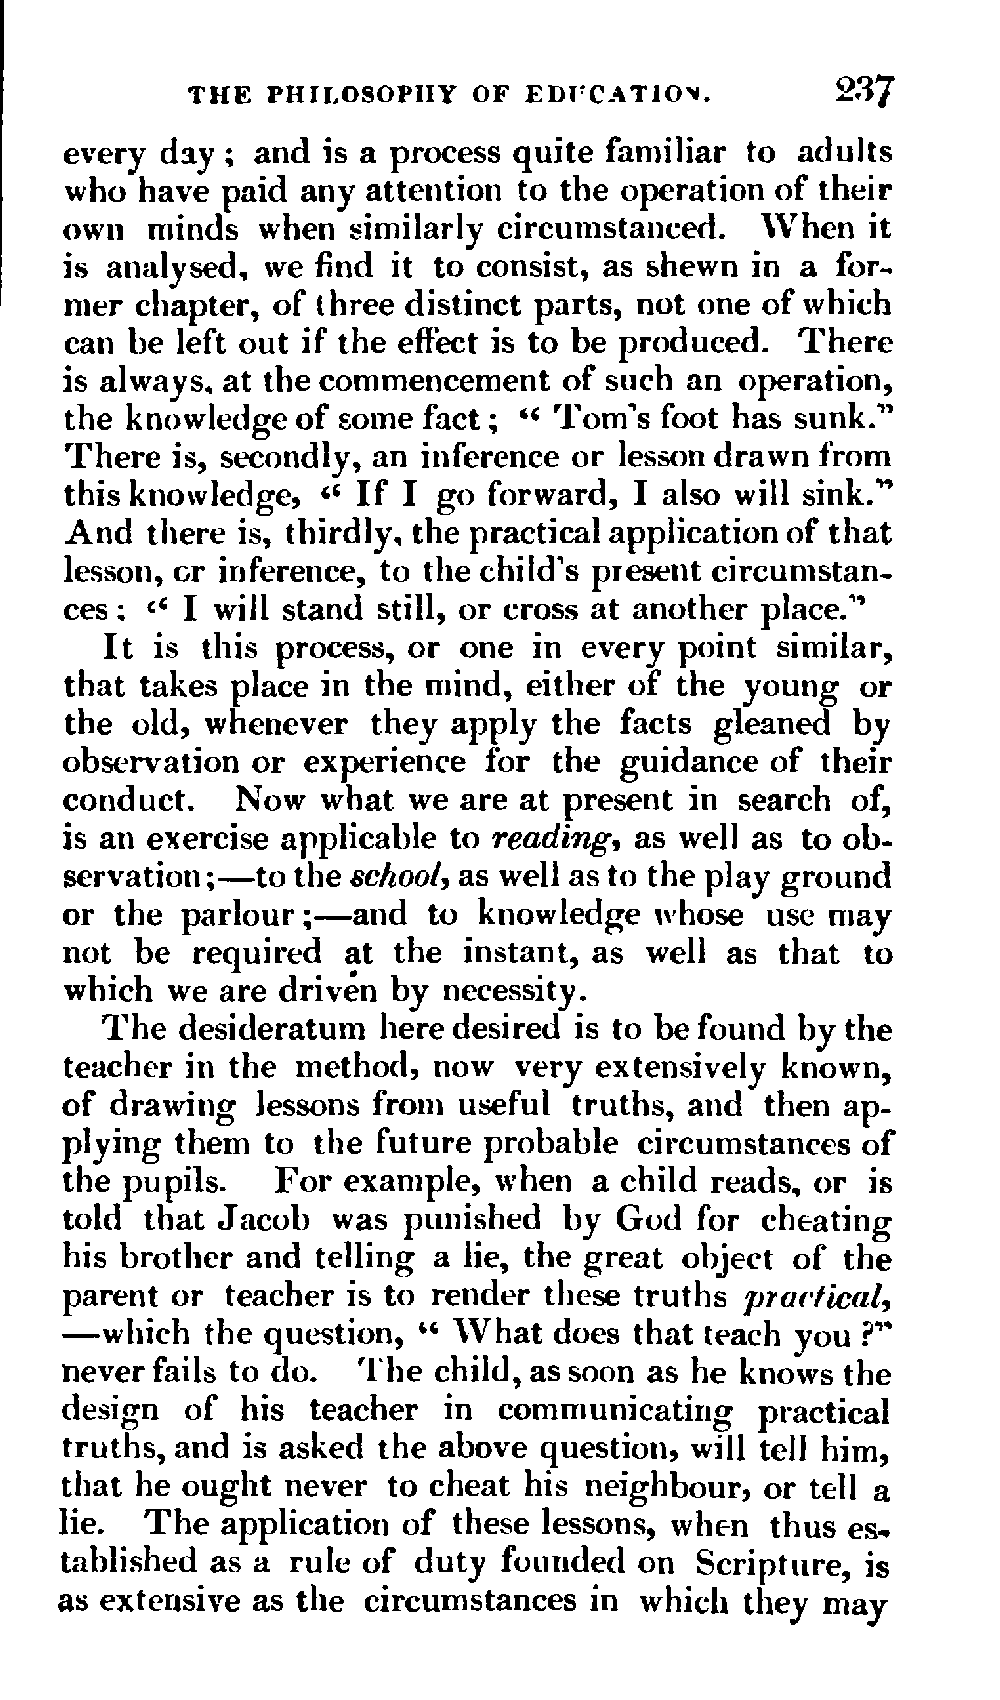 THE PHILOSOPHY OF EDUCATION. 237
every day; and is a process quite familiar to adults
who have paid any attention to the operation of their
own minds when similarly circumstanced. When it
is analysed, we find it to consist, as shewn in a for-
mer chapter, of three distinct parts, not one of which
can be left out if the effect is to be produced. There
is always, at the commencement of such an operation,
the knowledge of some fact; "Tom's foot has sunk."
There is, secondly, an inference or lesson drawn from
this knowledge, "If I go forward, I also will sink."
And there is, thirdly, the practical application of that
lesson, or inference, to the child's present circumstan-
ces: "I will stand still, or cross at another place."
It is this process, or one in every point similar,
that takes place in the mind, either of the young or
the old, whenever they apply the facts gleaned by
observation or experience for the guidance of their
conduct. Now what we are at present in search of,
is an exercise applicable to reading, as well as to ob-
servation;—to the school, as well as to the play ground
or the parlour;—and to knowledge whose use may
not be required at the instant, as well as that to
which we are driven by necessity.
The desideratum here desired is to be found by the
teacher in the method, now very extensively known,
of drawing lessons from useful truths, and then ap-
plying them to the future probable circumstances of
the pupils. For example, when a child reads, or is
told that Jacob was punished by God for cheating
his brother and telling a lie, the great object of the
parent or teacher is to render these truths practical,
—which the question, "What does that teach you?"
never fails to do. The child, as soon as he knows the
design of his teacher in communicating practical
truths, and is asked the above question, will tell him,
that he ought never to cheat his neighbour, or tell a
lie. The application of these lessons, when thus es-
tablished as a rule of duty founded on Scripture, is
as extensive as the circumstances in which they may